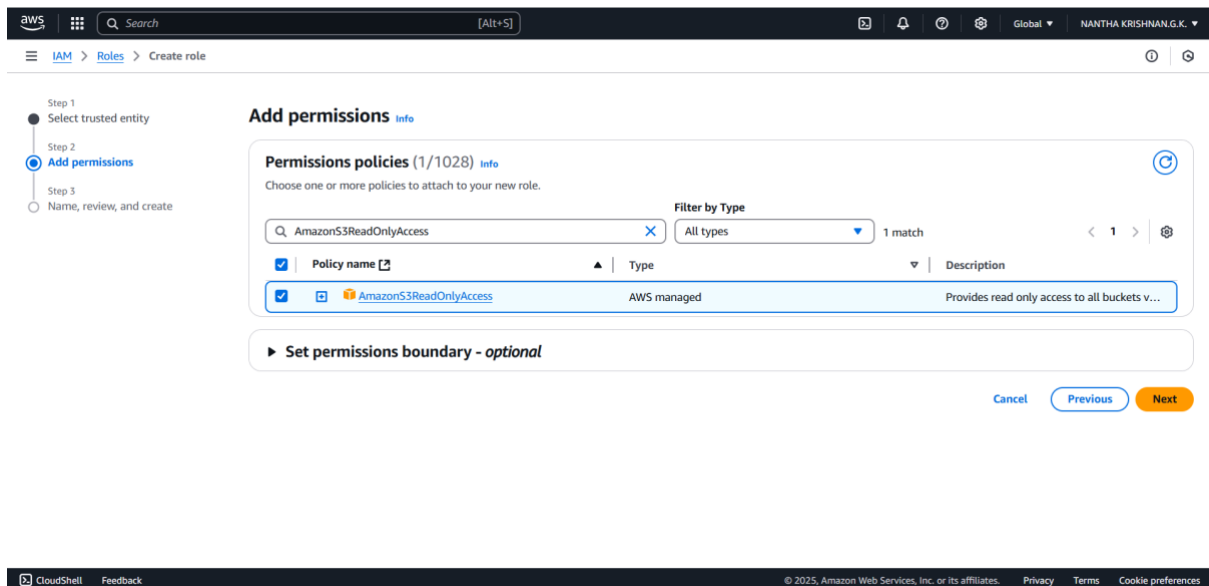 aws Search [Alt+S] Global NANTHA KRISHNAN.G.K.
IAM > Roles > Create role
Step 1
Select trusted entity
Step 2
Add permissions
Step 3
Name, review, and create
Add permissions Info
Permissions policies (1/1028) Info
Choose one or more policies to attach to your new role.
Filter by Type
AmazonS3ReadOnlyAccess All types 1 match 1
Policy name Type Description
AmazonS3ReadOnlyAccess AWS managed Provides read only access to all buckets v...
Set permissions boundary - optional
Cancel Previous Next
CloudShell Feedback © 2025, Amazon Web Services, Inc. or its affiliates. Privacy Terms Cookie preferences